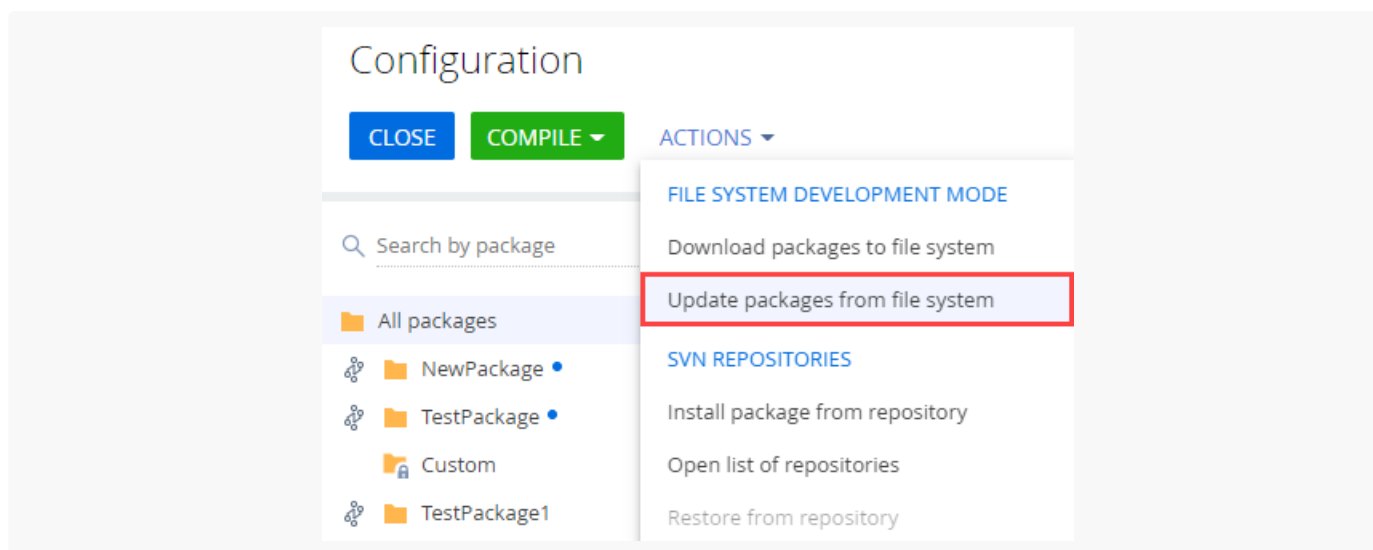 Configuration
CLOSE
COMPILE
ACTIONS
FILE SYSTEM DEVELOPMENT MODE
Search by package
Download packages to file system
Update packages from file system
All packages
NewPackage
SVN REPOSITORIES
TestPackage
Install package from repository
Custom
Open list of repositories
TestPackage1
Restore from repository